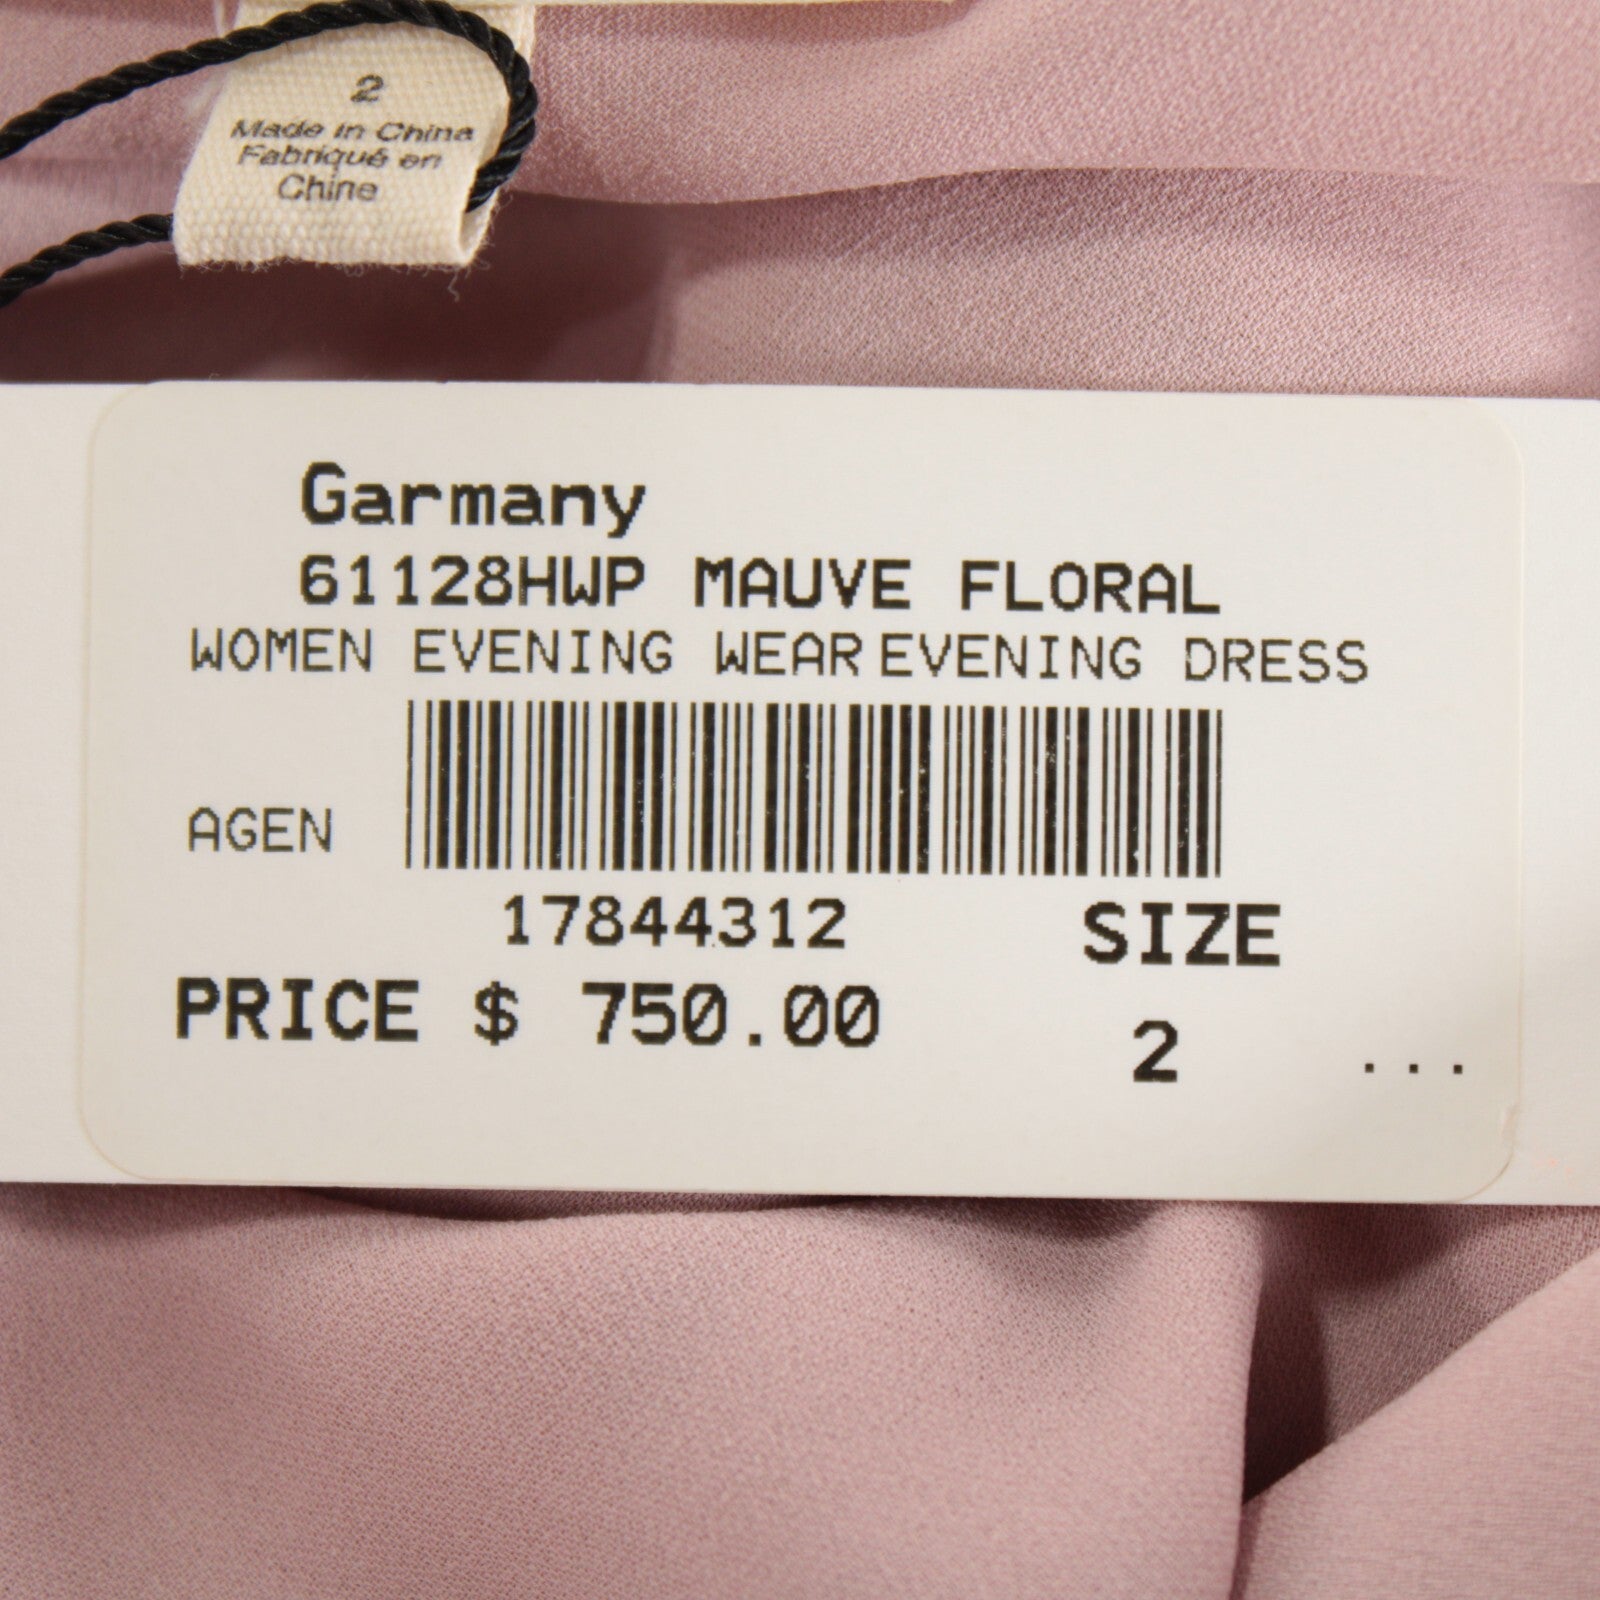 2
Made in China
Fabriqué en
Chine
Garmany
61128HWP MAUVE FLORAL
WOMEN EVENING WEAR EVENING DRESS
AGEN
17844312
SIZE
PRICE $ 750.00
2
...